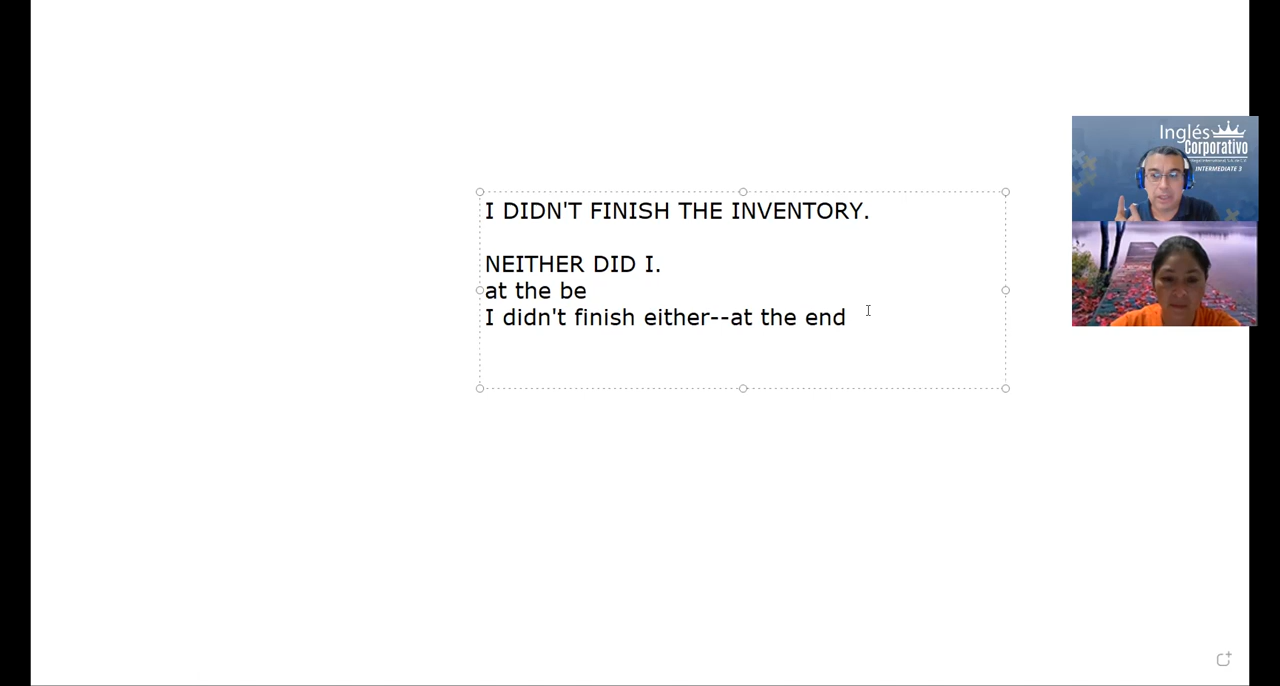 I DIDN'T FINISH THE INVENTORY.
NEITHER DID I.
at the be
I didn't finish either--at the end
Inglés
Corporativo
INTERMEDIATE 3